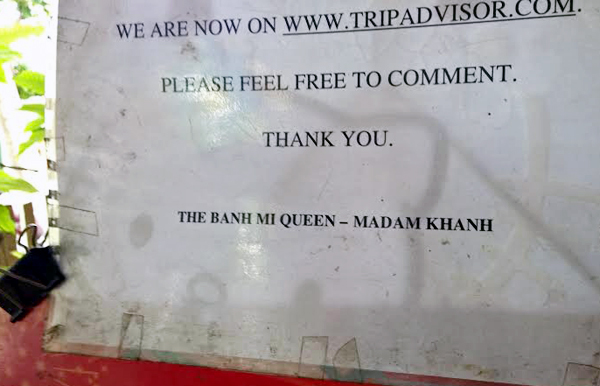 WE ARE NOW ON WWW.TRIPADVISOR.COM.
PLEASE FEEL FREE TO COMMENT.
THANK YOU.
THE BANH MI QUEEN – MADAM KHANH